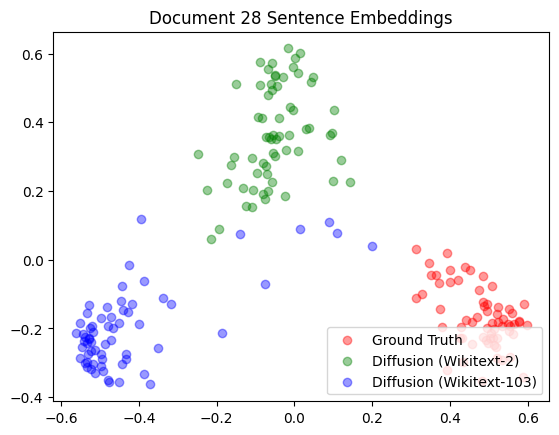 Document 28 Sentence Embeddings
0.6
0.4
0.2
0.0
−0.2
−0.4
Ground Truth
Diffusion (Wikitext-2)
Diffusion (Wikitext-103)
−0.6 −0.4 −0.2 0.0 0.2 0.4 0.6